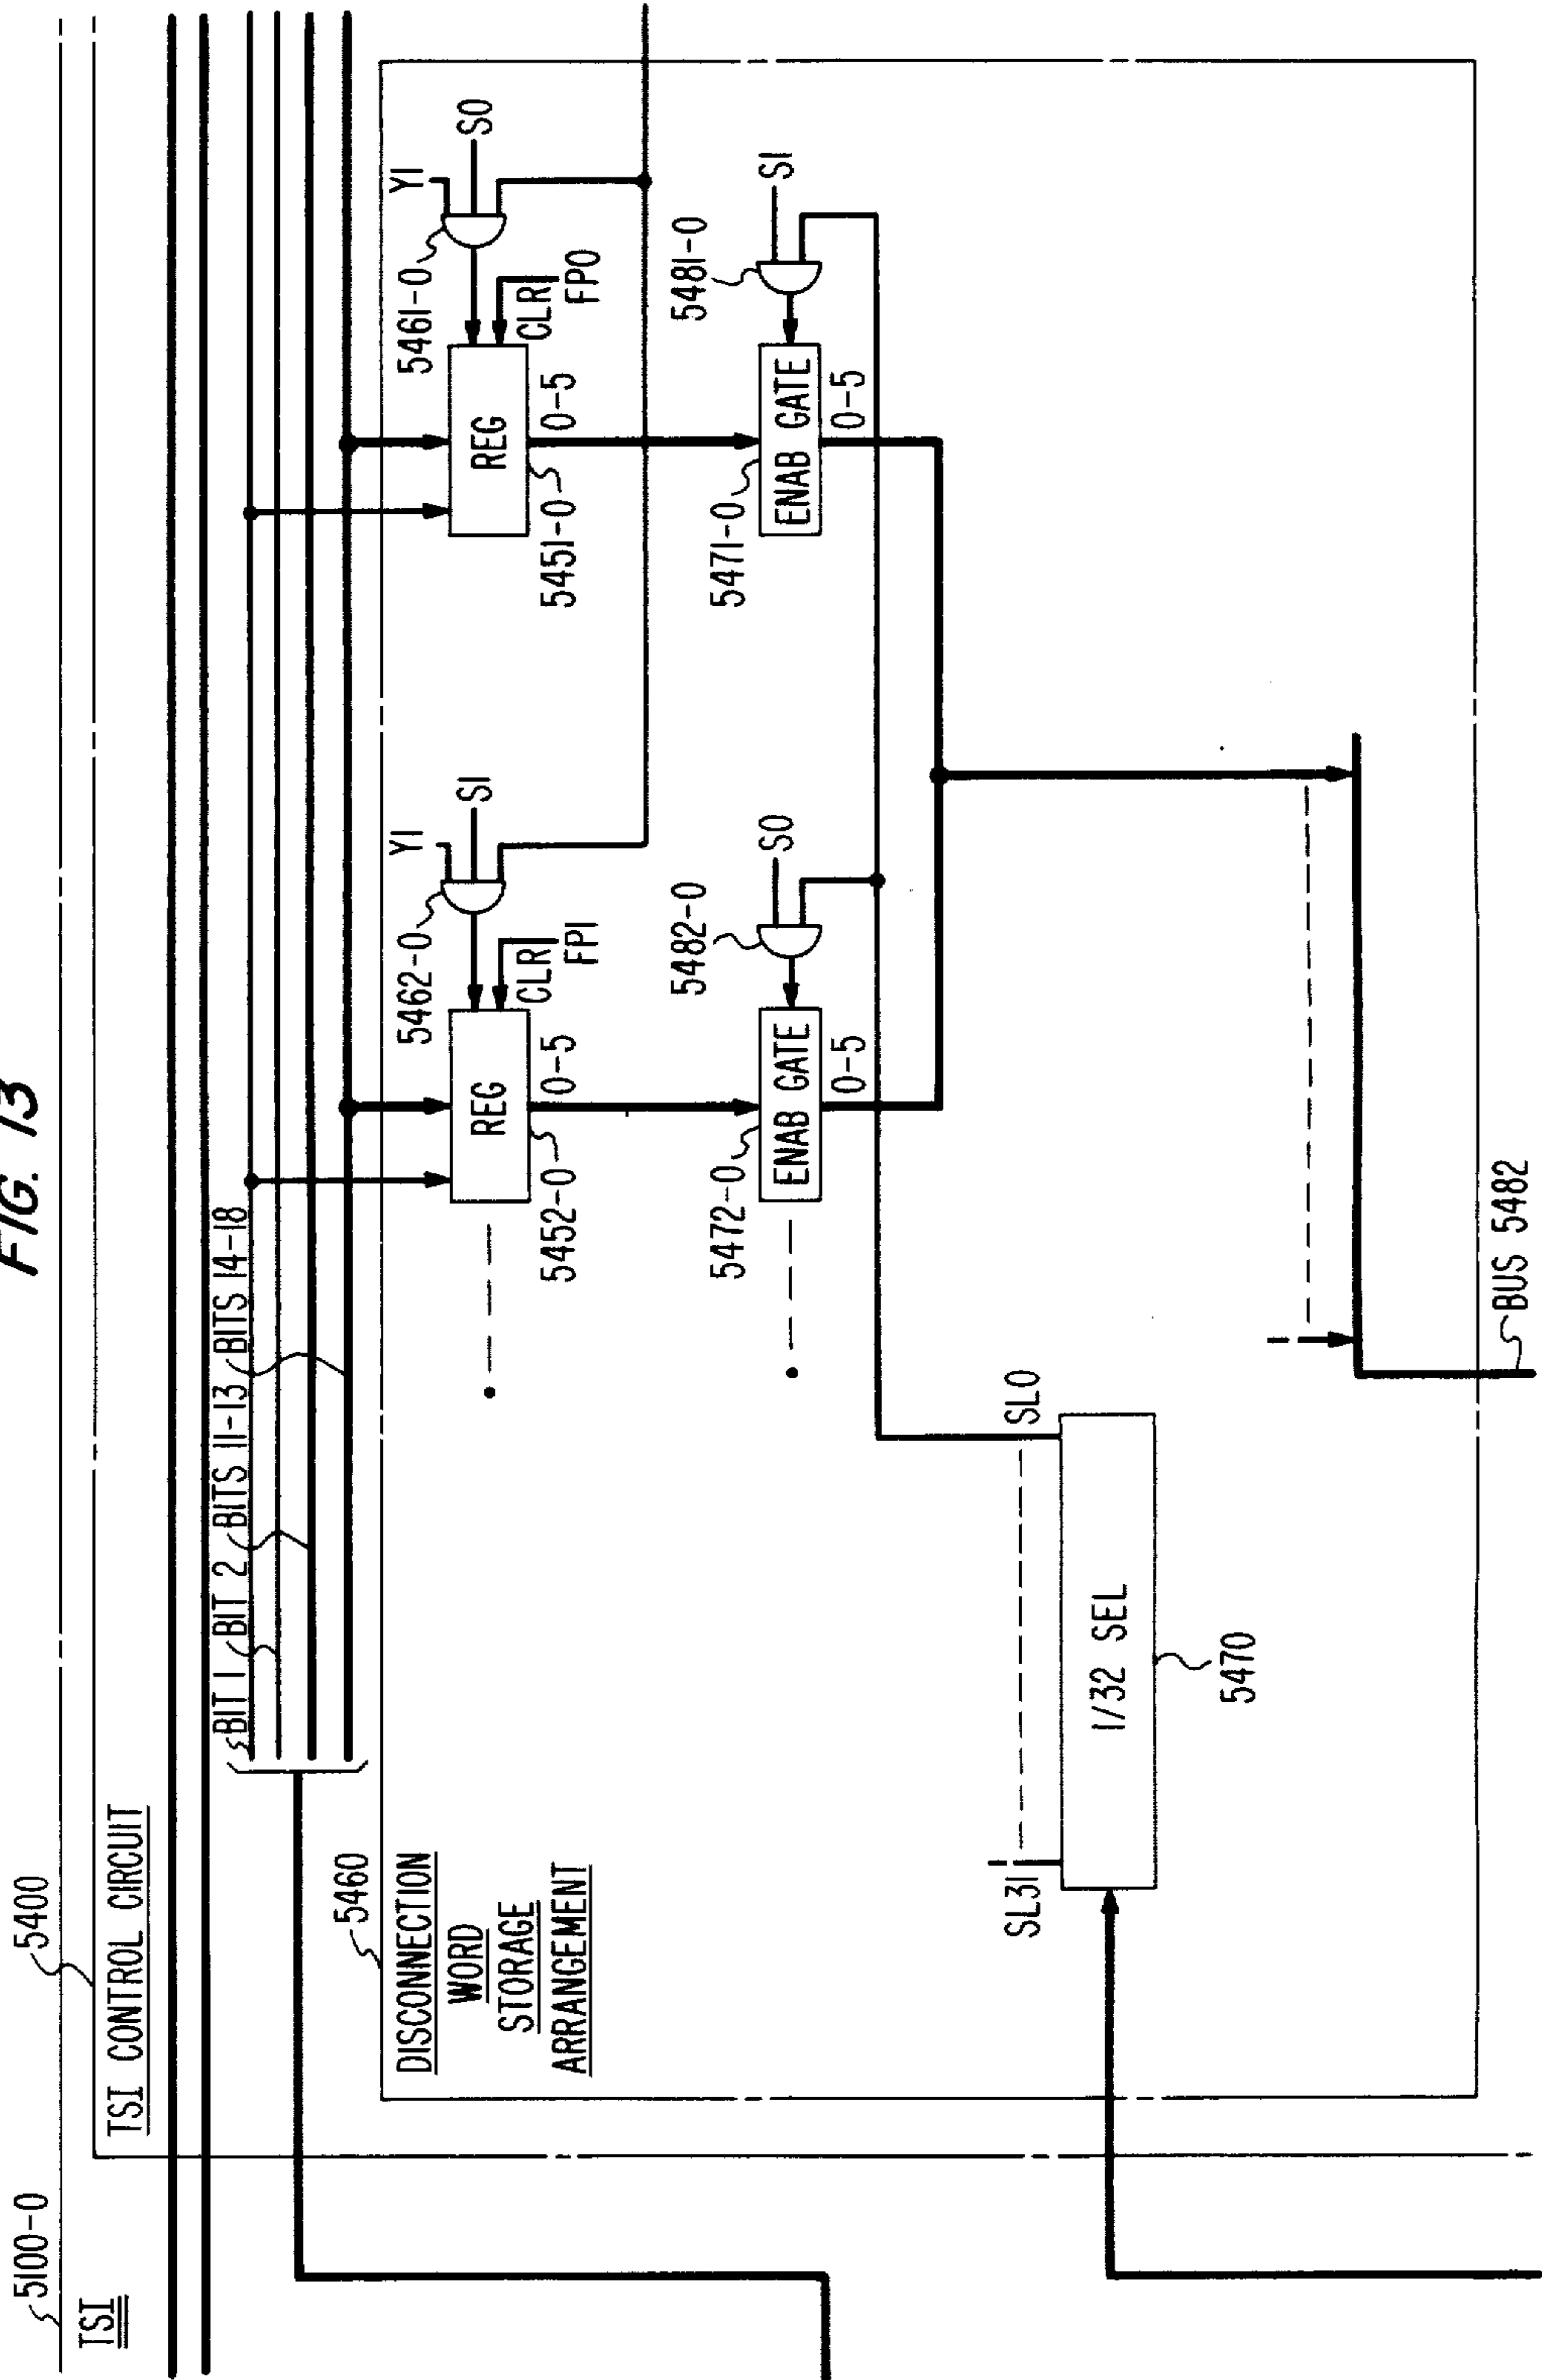 FIG. 13
5100-0
TSI
5400
TSI CONTROL CIRCUIT
BIT 1
BIT 2
BITS 11-13
BITS 14-18
5460
DISCONNECTION
WORD
STORAGE
ARRANGEMENT
5462-0
Y1
S1
5461-0
Y1
S0
REG
CLR
FP1
REG
CLR
FP0
5452-0
0-5
5451-0
0-5
5482-0
S0
5481-0
S1
ENAB GATE
ENAB GATE
5472-0
0-5
5471-0
0-5
SL31
SL0
1/32 SEL
5470
BUS 5482